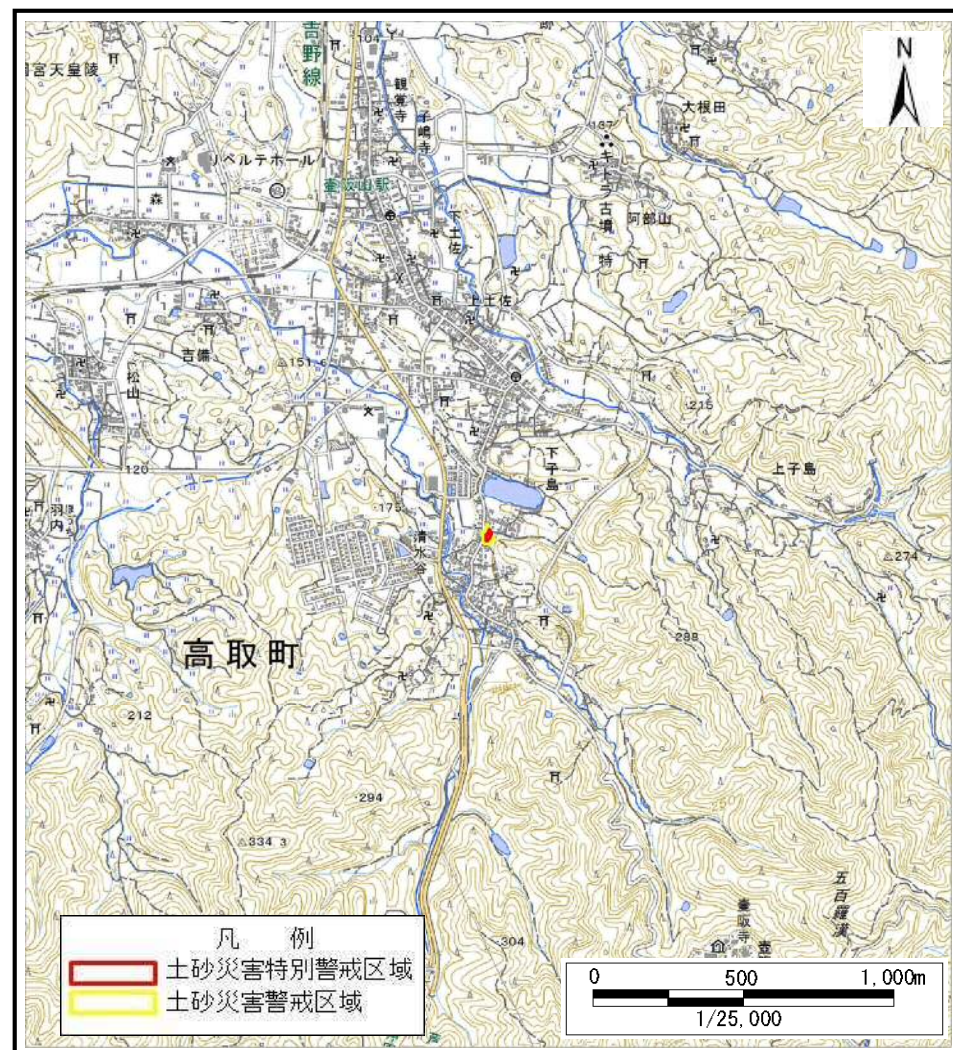 吉野線
104
N
宮天皇陵
観覚寺
子嶋寺
大根田
167
リベルテホール
キトラ古墳(特
壺阪山駅
森
下土佐
阿部山
上土佐
吉備
151
松山
215
120
下子島
上子島
175
羽内
清水谷
274
高取町
288
212
294
334 3
五百羅漢
壷阪寺
304
凡 例
土砂災害特別警戒区域
土砂災害警戒区域
0 500 1,000m
1/25,000